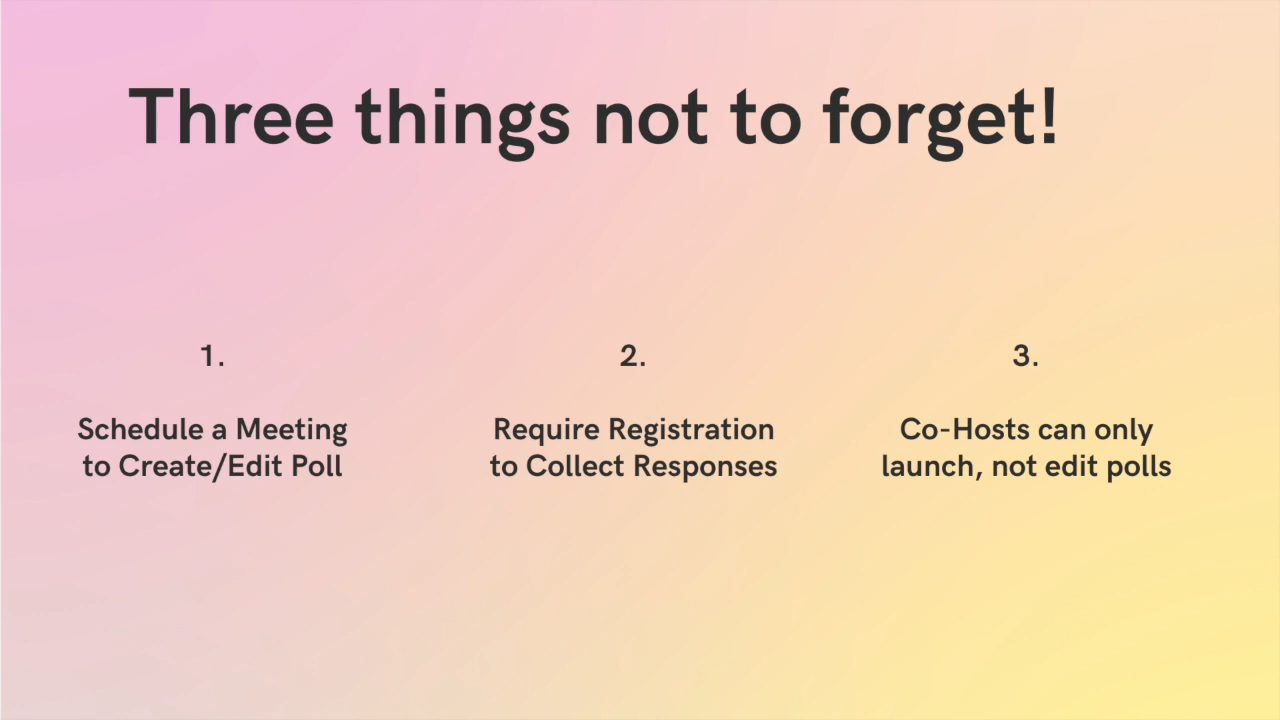 Three things not to forget!
1.
Schedule a Meeting
to Create/Edit Poll
2.
Require Registration
to Collect Responses
3.
Co-Hosts can only
launch, not edit polls